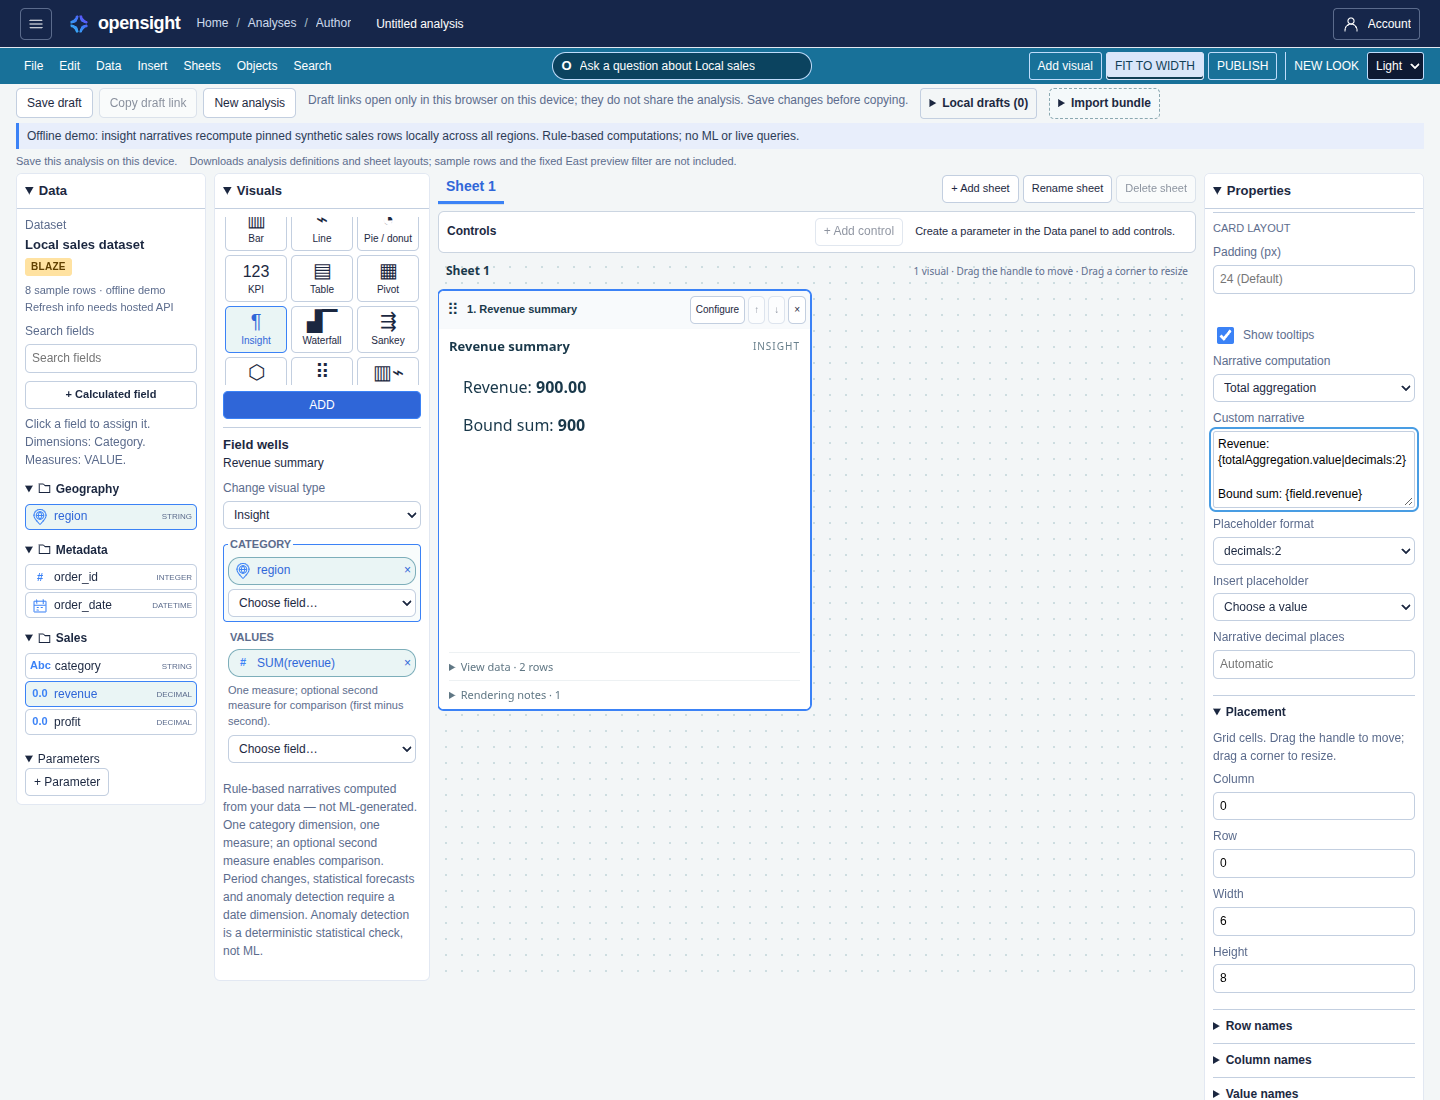 opensight
Home / Analyses / Author
Untitled analysis
Account
File
Edit
Data
Insert
Sheets
Objects
Search
Ask a question about Local sales
Add visual
FIT TO WIDTH
PUBLISH
NEW LOOK
Light
Save draft
Copy draft link
New analysis
Draft links open only in this browser on this device; they do not share the analysis. Save changes before copying.
Local drafts (0)
Import bundle
Offline demo: insight narratives recompute pinned synthetic sales rows locally across all regions. Rule-based computations; no ML or live queries.
Save this analysis on this device. Downloads analysis definitions and sheet layouts; sample rows and the fixed East preview filter are not included.
Data
Dataset
Local sales dataset
BLAZE
8 sample rows · offline demo
Refresh info needs hosted API
Search fields
Search fields
+ Calculated field
Click a field to assign it.
Dimensions: Category.
Measures: VALUE.
Geography
region STRING
Metadata
# order_id INTEGER
order_date DATETIME
Sales
Abc category STRING
0.0 revenue DECIMAL
0.0 profit DECIMAL
Parameters
+ Parameter
Visuals
Bar
Line
Pie / donut
123
KPI
Table
Pivot
¶
Insight
Waterfall
Sankey
ADD
Field wells
Revenue summary
Change visual type
Insight
CATEGORY
region ×
Choose field…
VALUES
# SUM(revenue) ×
One measure; optional second
measure for comparison (first minus
second).
Choose field…
Rule-based narratives computed
from your data — not ML-generated.
One category dimension, one
measure; an optional second
measure enables comparison.
Period changes, statistical forecasts
and anomaly detection require a
date dimension. Anomaly detection
is a deterministic statistical check,
not ML.
Sheet 1
+ Add sheet
Rename sheet
Delete sheet
Controls
+ Add control
Create a parameter in the Data panel to add controls.
Sheet 1
1 visual · Drag the handle to move · Drag a corner to resize
1. Revenue summary
Configure
↑
↓
×
Revenue summary
INSIGHT
Revenue: 900.00
Bound sum: 900
View data · 2 rows
Rendering notes · 1
Properties
CARD LAYOUT
Padding (px)
24 (Default)
Show tooltips
Narrative computation
Total aggregation
Custom narrative
Revenue:
{totalAggregation.value|decimals:2}
Bound sum: {field.revenue}
Placeholder format
decimals:2
Insert placeholder
Choose a value
Narrative decimal places
Automatic
Placement
Grid cells. Drag the handle to move;
drag a corner to resize.
Column
0
Row
0
Width
6
Height
8
Row names
Column names
Value names